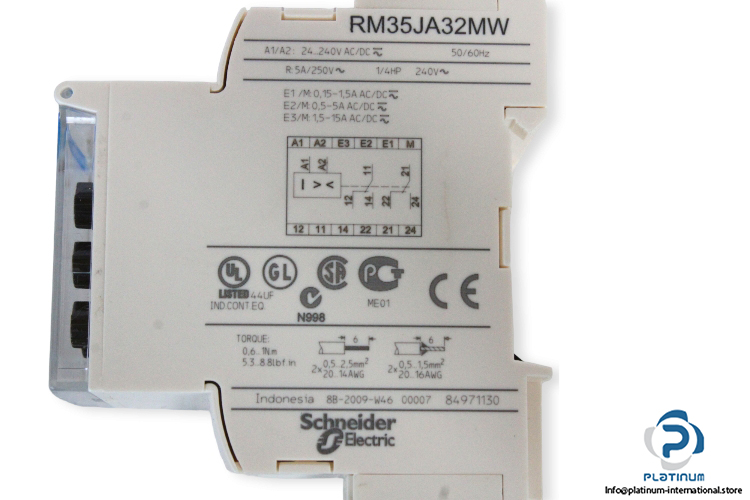 RM35JA32MW
A1/A2: 24...240V AC/DC 50/60Hz
R: 5A/250V~ 1/4HP 240V~
E1/M: 0,15-1,5A AC/DC
E2/M: 0,5-5A AC/DC
E3/M: 1,5-15A AC/DC
A1 A2 E3 E2 E1 M
A1 A2 11 21
I > <
12 14 22 24
12 11 14 22 21 24
UL GL SA PCT CE
LISTED 44UF
IND.CONT.EQ.
N998
ME01
TORQUE:
0,6...1N.m
5.3...8.8lbf.in
6
2x 0,5...2,5mm²
20...14AWG
6
2x 0,5...1,5mm²
20...16AWG
Indonesia 8B-2009-W46 00007 84971130
Schneider
Electric
PLATINUM
Info@platinum-international.store